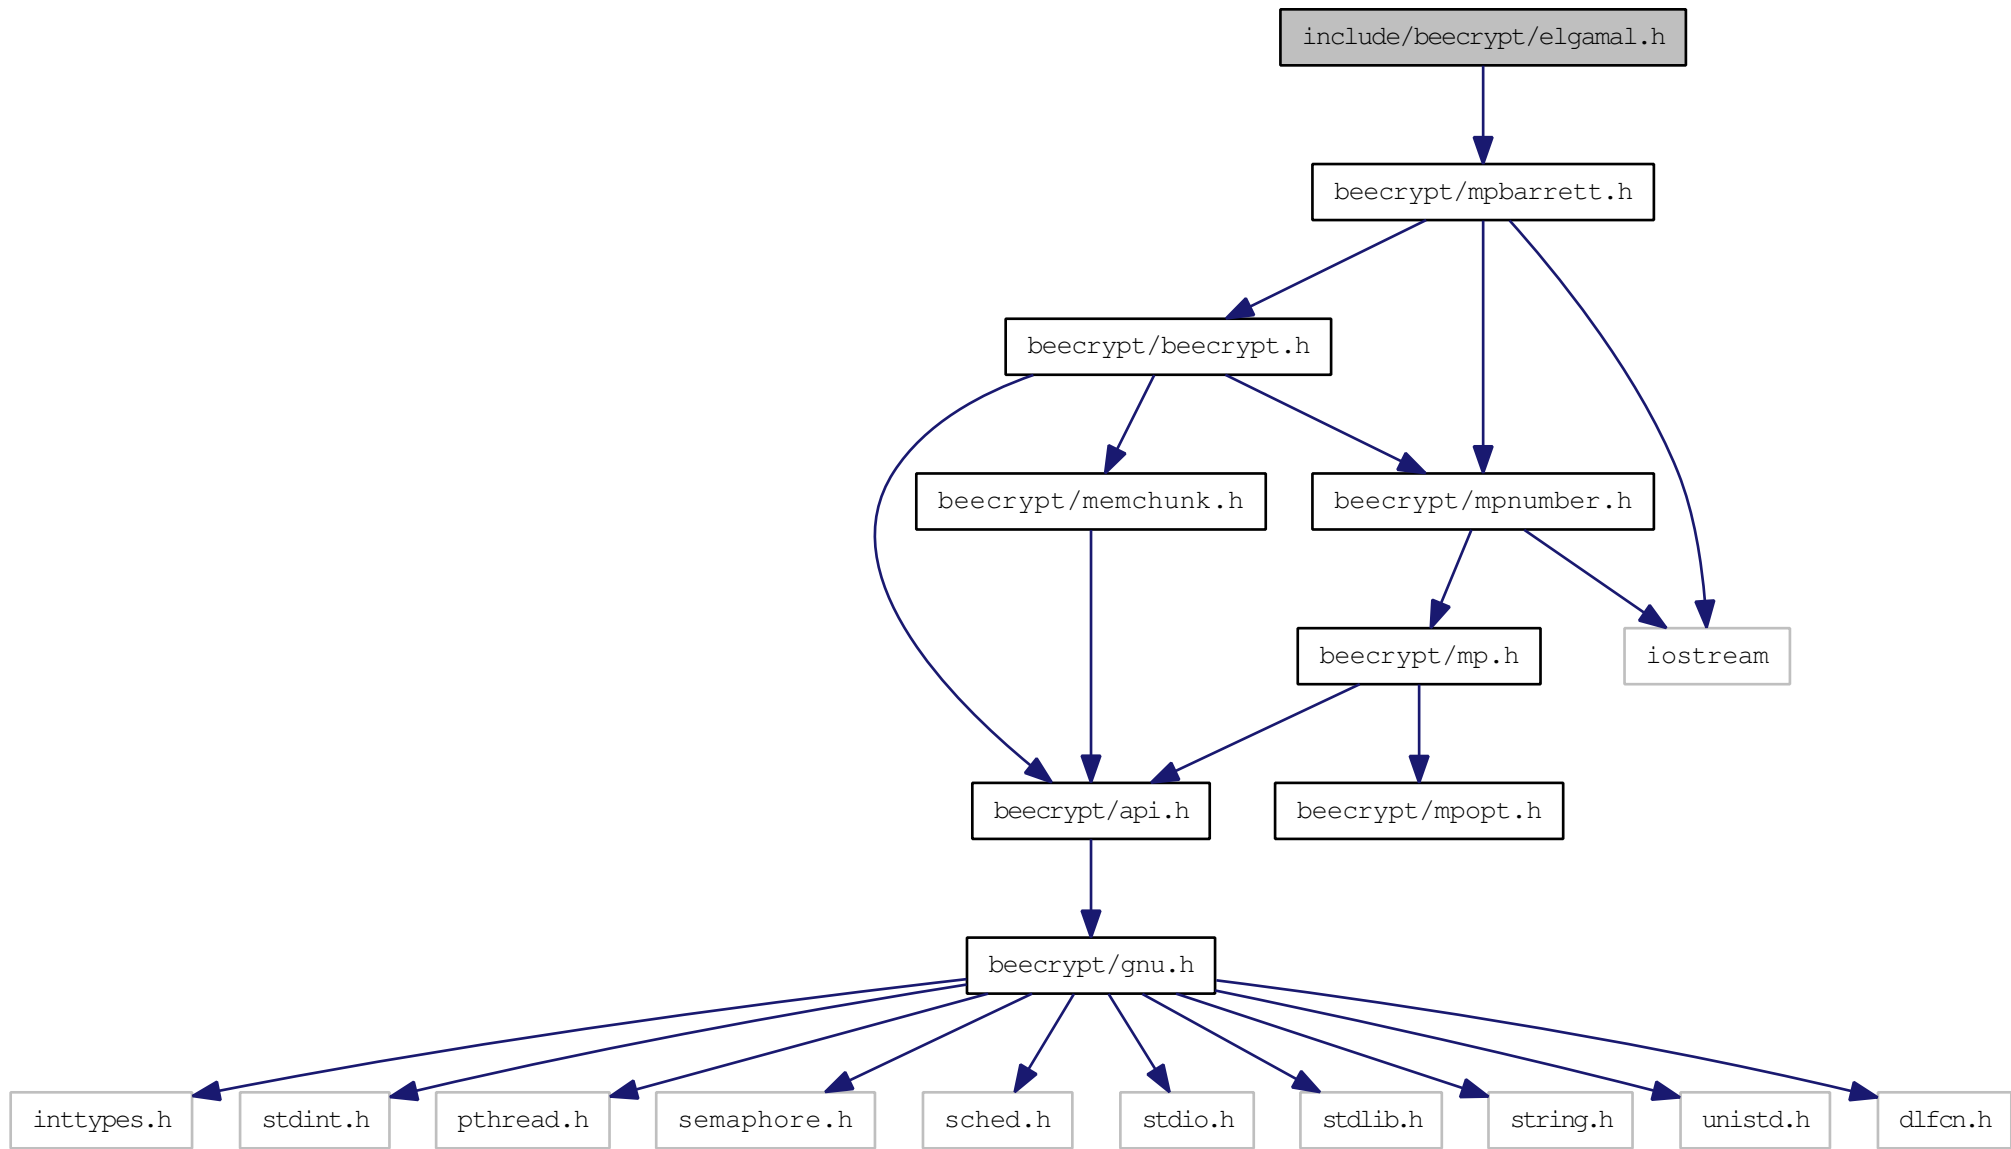 include/beecrypt/elgamal.h
beecrypt/mpbarrett.h
beecrypt/beecrypt.h
beecrypt/memchunk.h
beecrypt/mpnumber.h
beecrypt/mp.h
iostream
beecrypt/api.h
beecrypt/mpopt.h
beecrypt/gnu.h
inttypes.h
stdint.h
pthread.h
semaphore.h
sched.h
stdio.h
stdlib.h
string.h
unistd.h
dlfcn.h